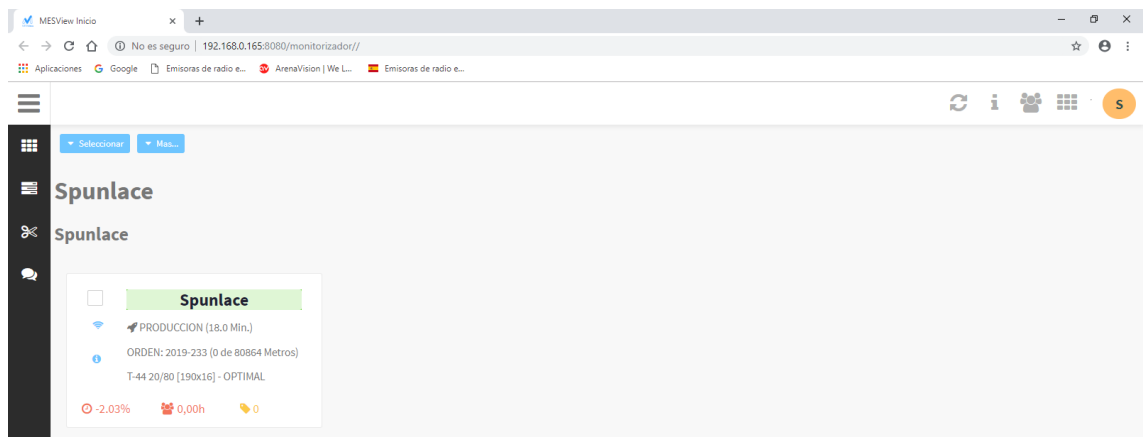 MESView Inicio
No es seguro | 192.168.0.165:8080/monitorizador//
Aplicaciones Google Emisoras de radio e... ArenaVision | We L... Emisoras de radio e...
S
Seleccionar Mas...
Spunlace
Spunlace
Spunlace
PRODUCCION (18.0 Min.)
ORDEN: 2019-233 (0 de 80864 Metros)
T-44 20/80 [190x16] - OPTIMAL
-2.03% 0,00h 0